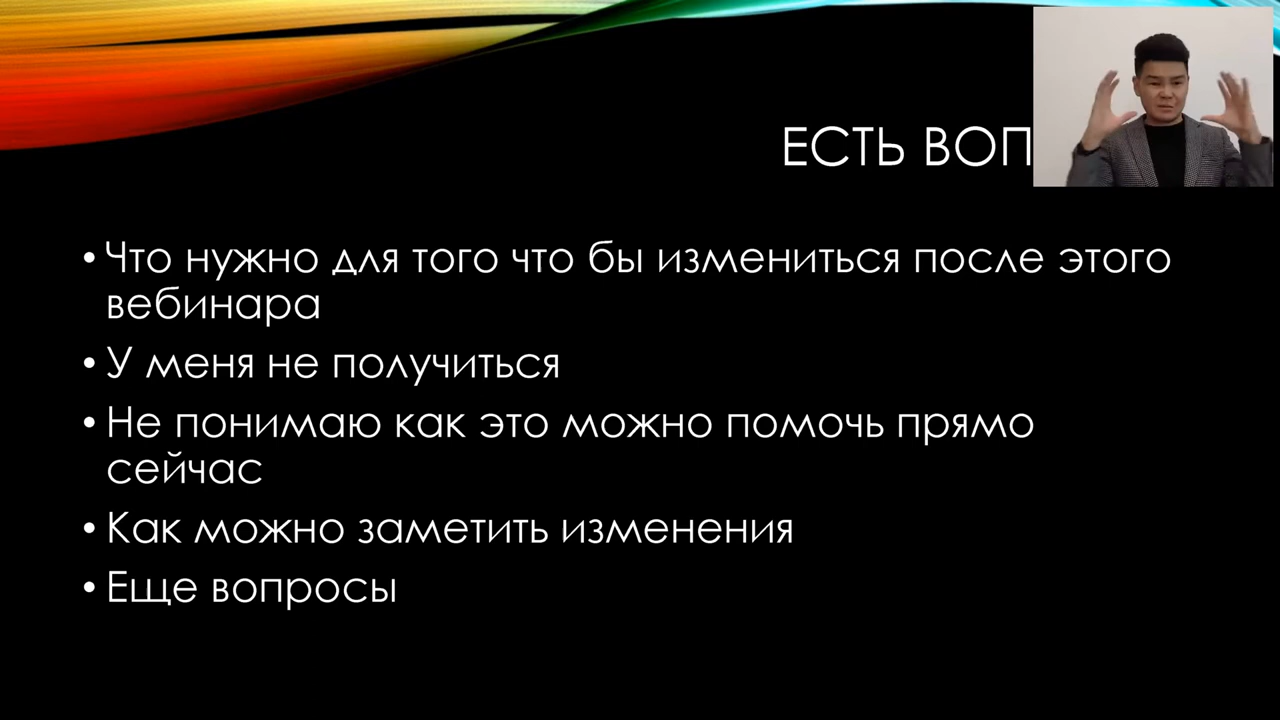 ЕСТЬ ВОП
• Что нужно для того что бы измениться после этого
вебинара
• У меня не получиться
• Не понимаю как это можно помочь прямо
сейчас
• Как можно заметить изменения
• Еще вопросы